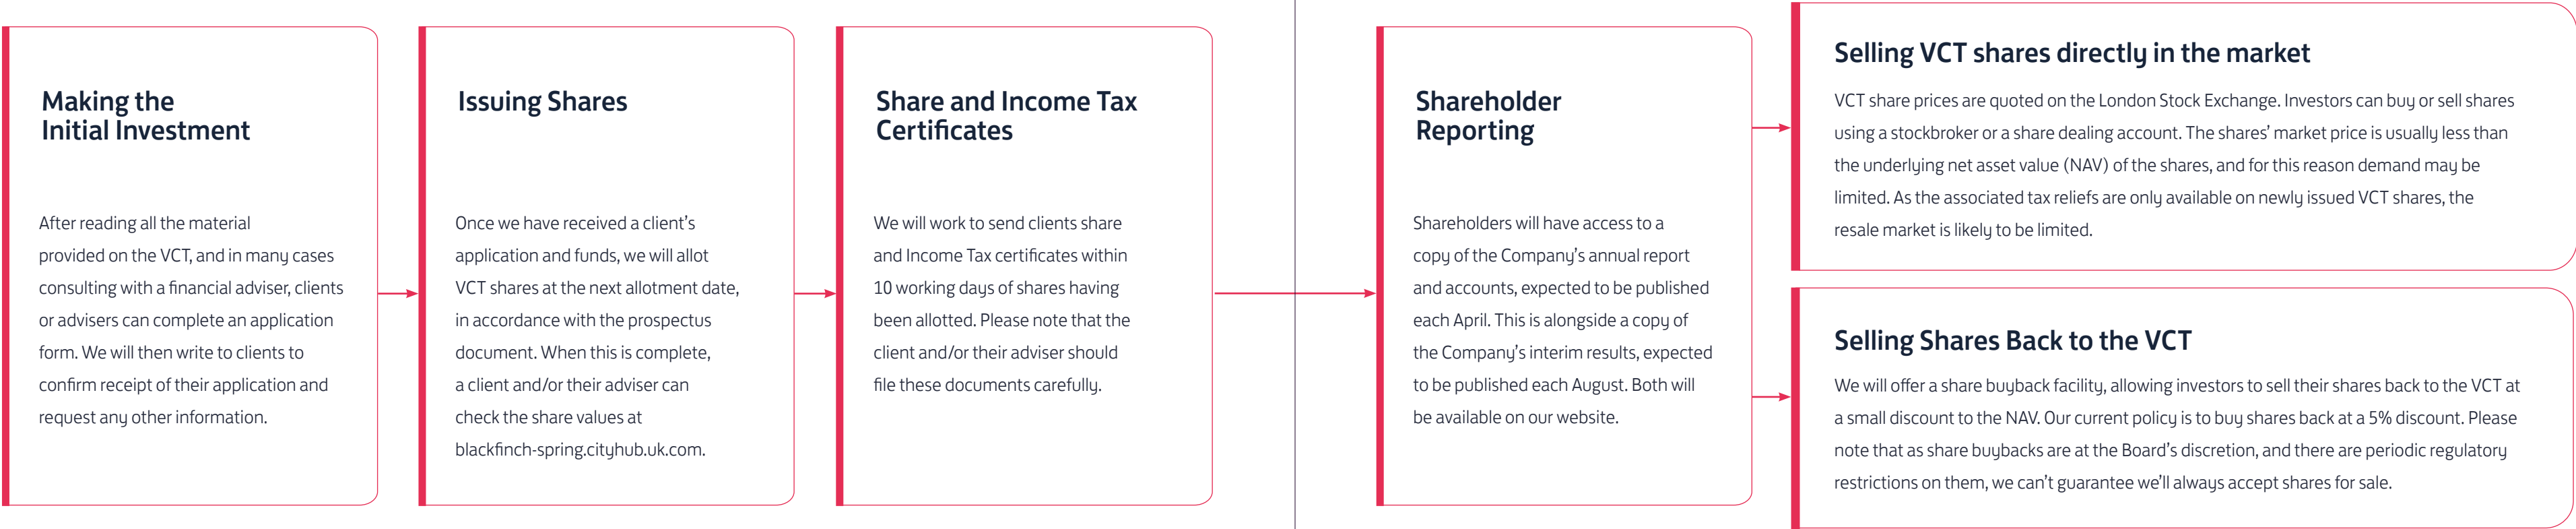 Making the
Initial Investment
After reading all the material
provided on the VCT, and in many cases
consulting with a financial adviser, clients
or advisers can complete an application
form. We will then write to clients to
confirm receipt of their application and
request any other information.
Issuing Shares
Once we have received a client’s
application and funds, we will allot
VCT shares at the next allotment date,
in accordance with the prospectus
document. When this is complete,
a client and/or their adviser can
check the share values at
blackfinch-spring.cityhub.uk.com.
Share and Income Tax
Certificates
We will work to send clients share
and Income Tax certificates within
10 working days of shares having
been allotted. Please note that the
client and/or their adviser should
file these documents carefully.
Shareholder
Reporting
Shareholders will have access to a
copy of the Company’s annual report
and accounts, expected to be published
each April. This is alongside a copy of
the Company’s interim results, expected
to be published each August. Both will
be available on our website.
Selling VCT shares directly in the market
VCT share prices are quoted on the London Stock Exchange. Investors can buy or sell shares
using a stockbroker or a share dealing account. The shares’ market price is usually less than
the underlying net asset value (NAV) of the shares, and for this reason demand may be
limited. As the associated tax reliefs are only available on newly issued VCT shares, the
resale market is likely to be limited.
Selling Shares Back to the VCT
We will offer a share buyback facility, allowing investors to sell their shares back to the VCT at
a small discount to the NAV. Our current policy is to buy shares back at a 5% discount. Please
note that as share buybacks are at the Board’s discretion, and there are periodic regulatory
restrictions on them, we can’t guarantee we’ll always accept shares for sale.